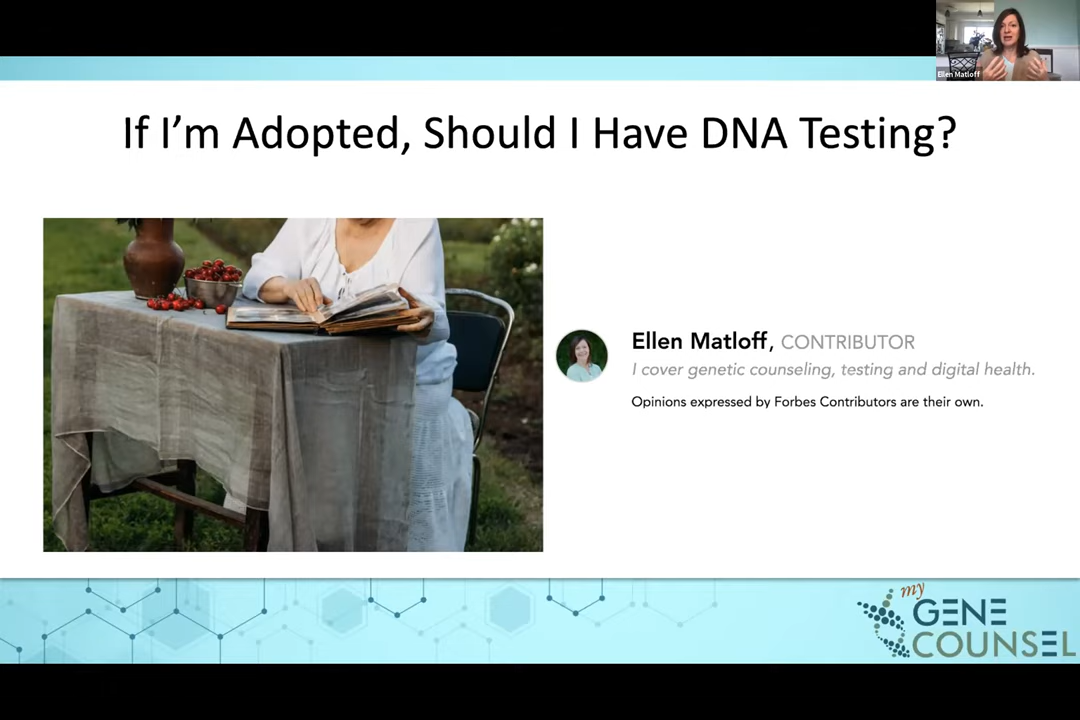 Ellen Matloff
If I'm Adopted, Should I Have DNA Testing?
Ellen Matloff, CONTRIBUTOR
I cover genetic counseling, testing and digital health.
Opinions expressed by Forbes Contributors are their own.
my
GENE
COUNSEL